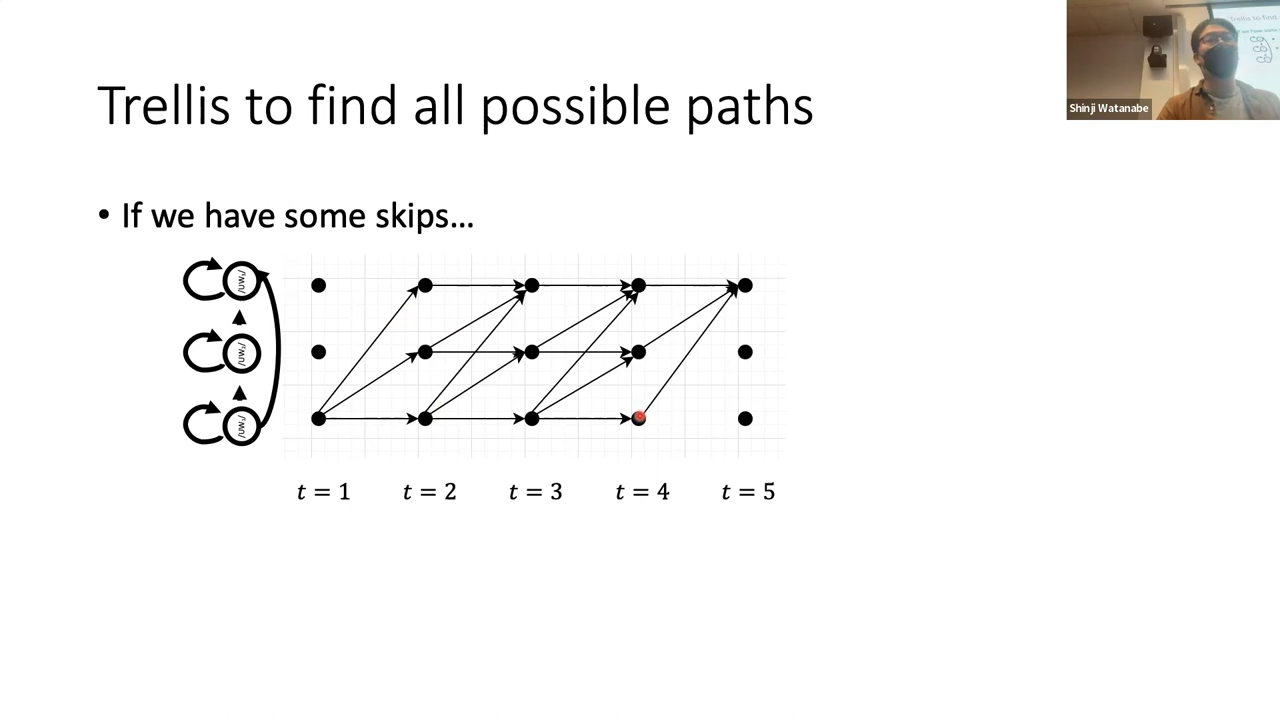 Trellis to find all possible paths
Shinji Watanabe
• If we have some skips...
t = 1
t = 2
t = 3
t = 4
t = 5